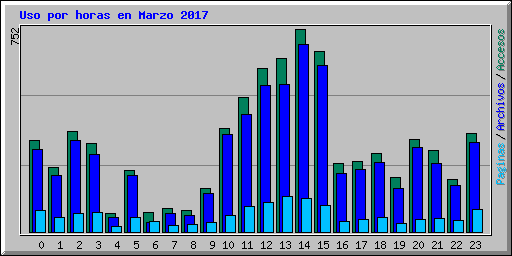 Uso por horas en Marzo 2017
752
Paginas / Archivos / Accesos
0 1 2 3 4 5 6 7 8 9 10 11 12 13 14 15 16 17 18 19 20 21 22 23